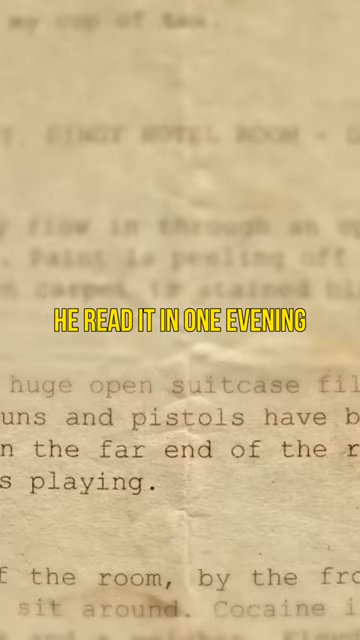 my cup of tea.
DINGY HOTEL ROOM -
flow in through an
. Paint is peeling off
carpet is stained
HE READ IT IN ONE EVENING
huge open suitcase fil
uns and pistols have b
n the far end of the r
s playing.
f the room, by the fro
sit around. Cocaine i